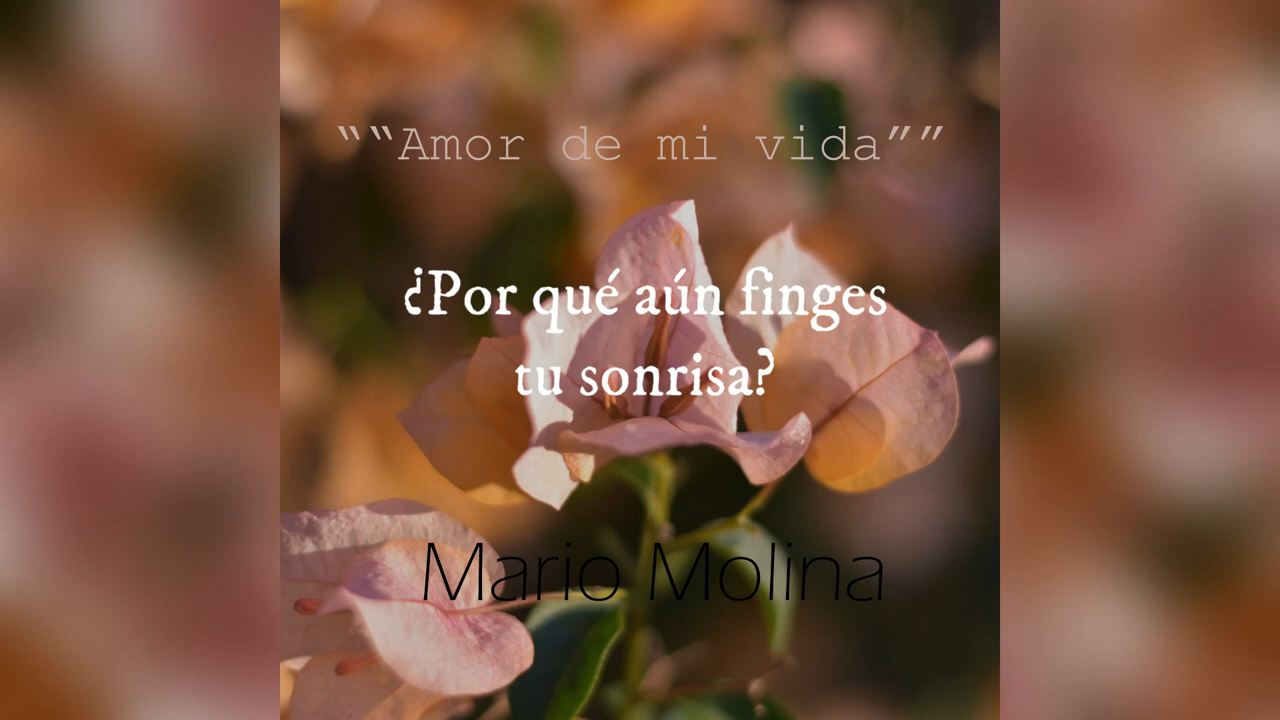 ““Amor de mi vida””
¿Por qué aún finges
tu sonrisa?
Mario Molina